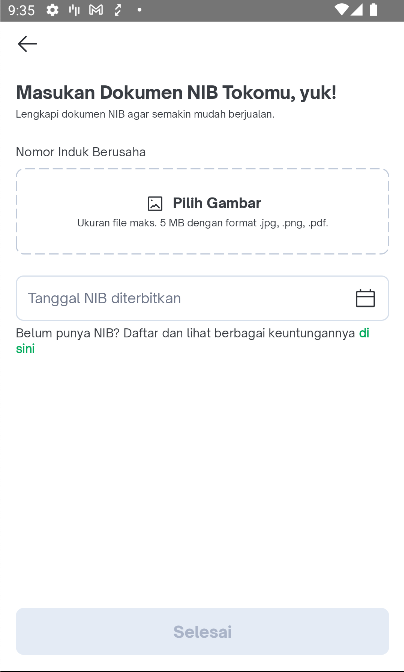 9:35
Masukan Dokumen NIB Tokomu, yuk!
Lengkapi dokumen NIB agar semakin mudah berjualan.
Nomor Induk Berusaha
Pilih Gambar
Ukuran file maks. 5 MB dengan format .jpg, .png, .pdf.
Tanggal NIB diterbitkan
Belum punya NIB? Daftar dan lihat berbagai keuntungannya di
sini
Selesai